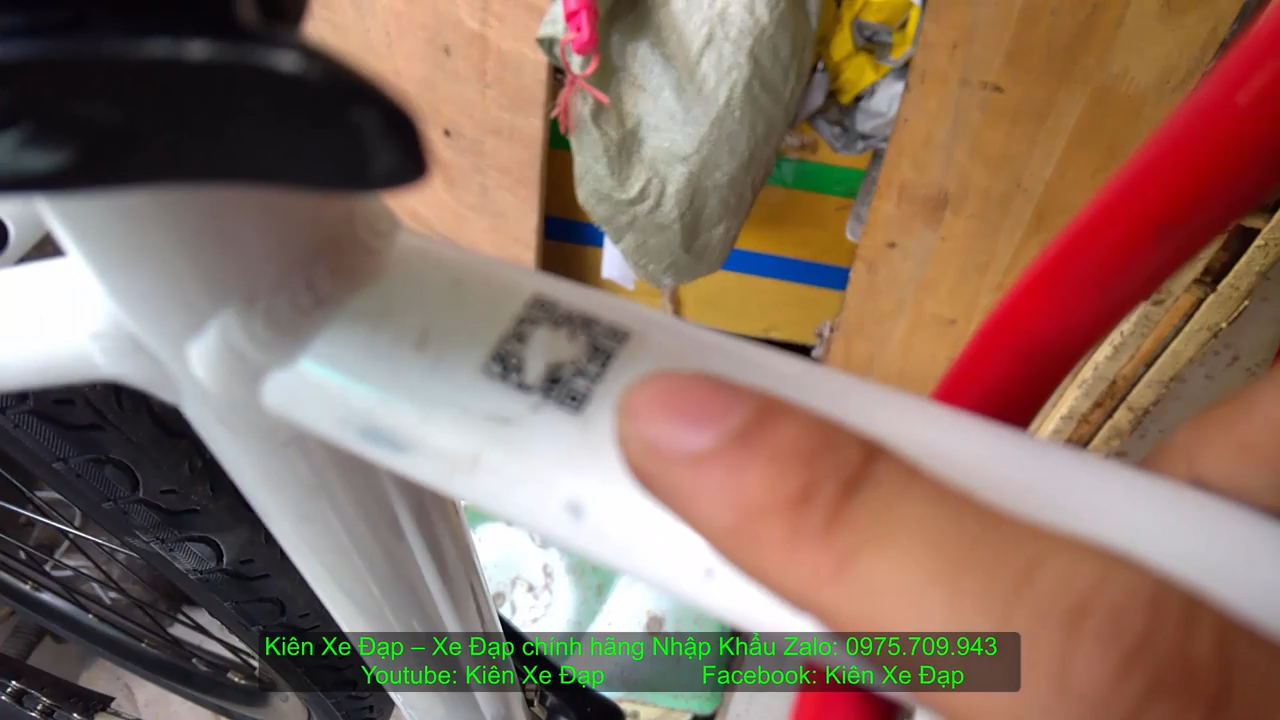 Kiên Xe Đạp – Xe Đạp chính hãng Nhập Khẩu Zalo: 0975.709.943
Youtube: Kiên Xe Đạp Facebook: Kiên Xe Đạp